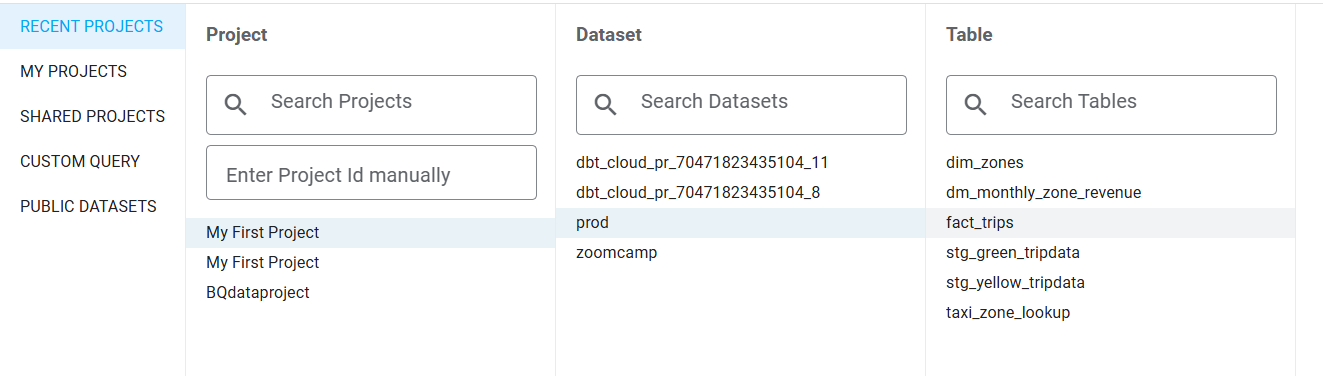 RECENT PROJECTS
MY PROJECTS
SHARED PROJECTS
CUSTOM QUERY
PUBLIC DATASETS
Project
Search Projects
Enter Project Id manually
My First Project
My First Project
BQdataproject
Dataset
Search Datasets
dbt_cloud_pr_70471823435104_11
dbt_cloud_pr_70471823435104_8
prod
zoomcamp
Table
Search Tables
dim_zones
dm_monthly_zone_revenue
fact_trips
stg_green_tripdata
stg_yellow_tripdata
taxi_zone_lookup